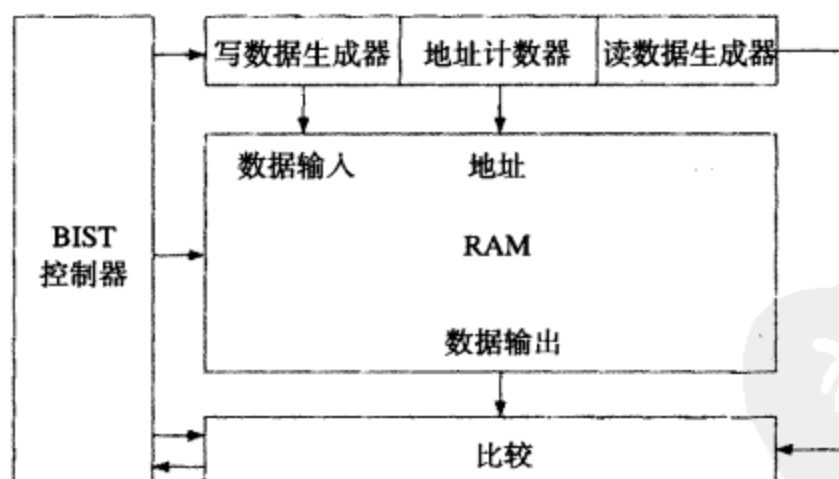 写数据生成器 地址计数器 读数据生成器
数据输入 地址
BIST
控制器
RAM
数据输出
比较